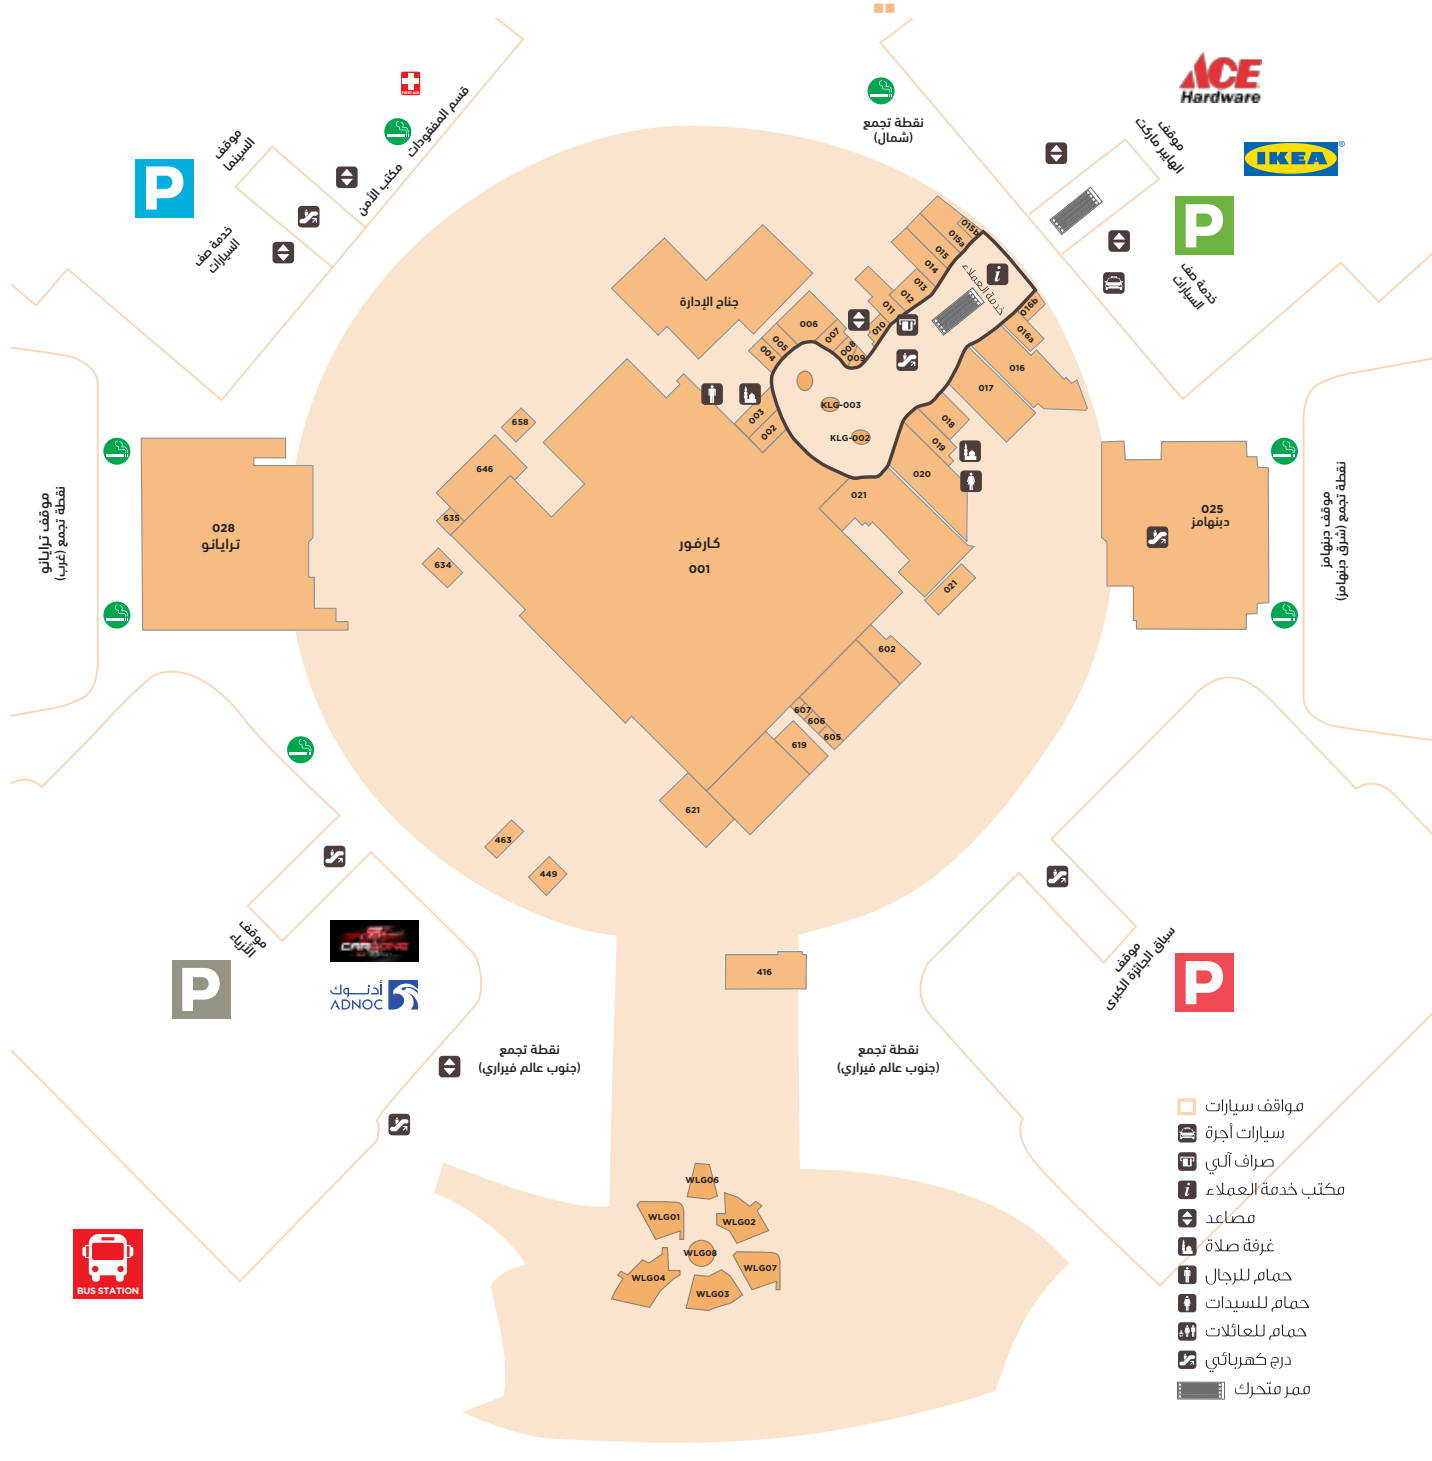 FIRST AID
قسم المفقودات
مكتب الأمن
موقف
السينما
P
خدمة صف
السيارات
نقطة تجمع
(شمال)
ACE
Hardware
IKEA
®
موقف
الهايبر ماركت
P
خدمة صف
السيارات
خدمة العملاء
i
جناح الإدارة
015b
015a
015
014
013
012
011
010
009
008
007
006
005
004
003
002
016b
016a
016
017
018
019
020
021
021
KLG-003
KLG-002
658
646
635
634
كارفور
001
028
ترايانو
موقف ترايانو
نقطة تجمع (غرب)
025
دبنهامز
موقف دبنهامز
نقطة تجمع (شرق دبنهامز)
602
607
606
605
619
621
463
449
416
موقف
الأزياء
P
CARZONE
أدنـــوك
ADNOC
موقف
سباق الجائزة الكبرى
P
نقطة تجمع
(جنوب عالم فيراري)
نقطة تجمع
(جنوب عالم فيراري)
WLG06
WLG01
WLG02
WLG08
WLG07
WLG04
WLG03
BUS STATION
مواقف سيارات
سيارات أجرة
صراف آلي
مكتب خدمة العملاء
مصاعد
غرفة صلاة
حمام للرجال
حمام للسيدات
حمام للعائلات
درج كهربائي
ممر متحرك